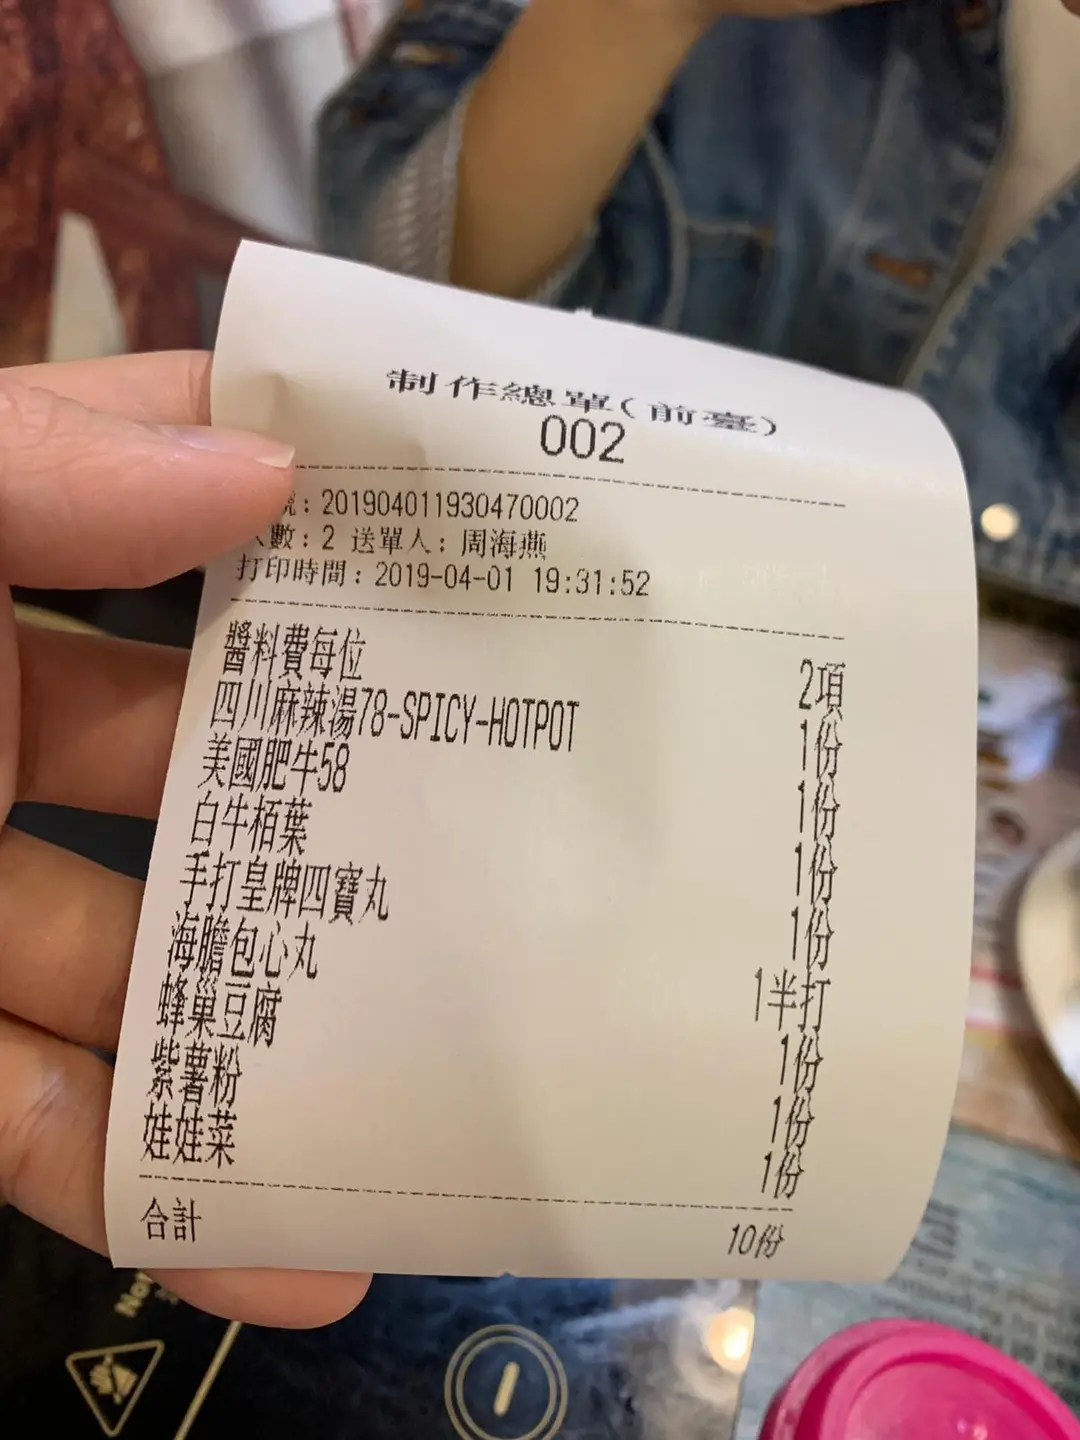 制作總單(前臺)
002
號: 201904011930470002
人數: 2 送單人: 周海燕
打印時間: 2019-04-01 19:31:52
醬料費每位 2項
四川麻辣湯78-SPICY-HOTPOT 1份
美國肥牛58 1份
白牛栢葉 1份
手打皇牌四寶丸 1份
海膽包心丸 1半打
蜂巢豆腐 1份
紫薯粉 1份
娃娃菜 1份
合計 10份